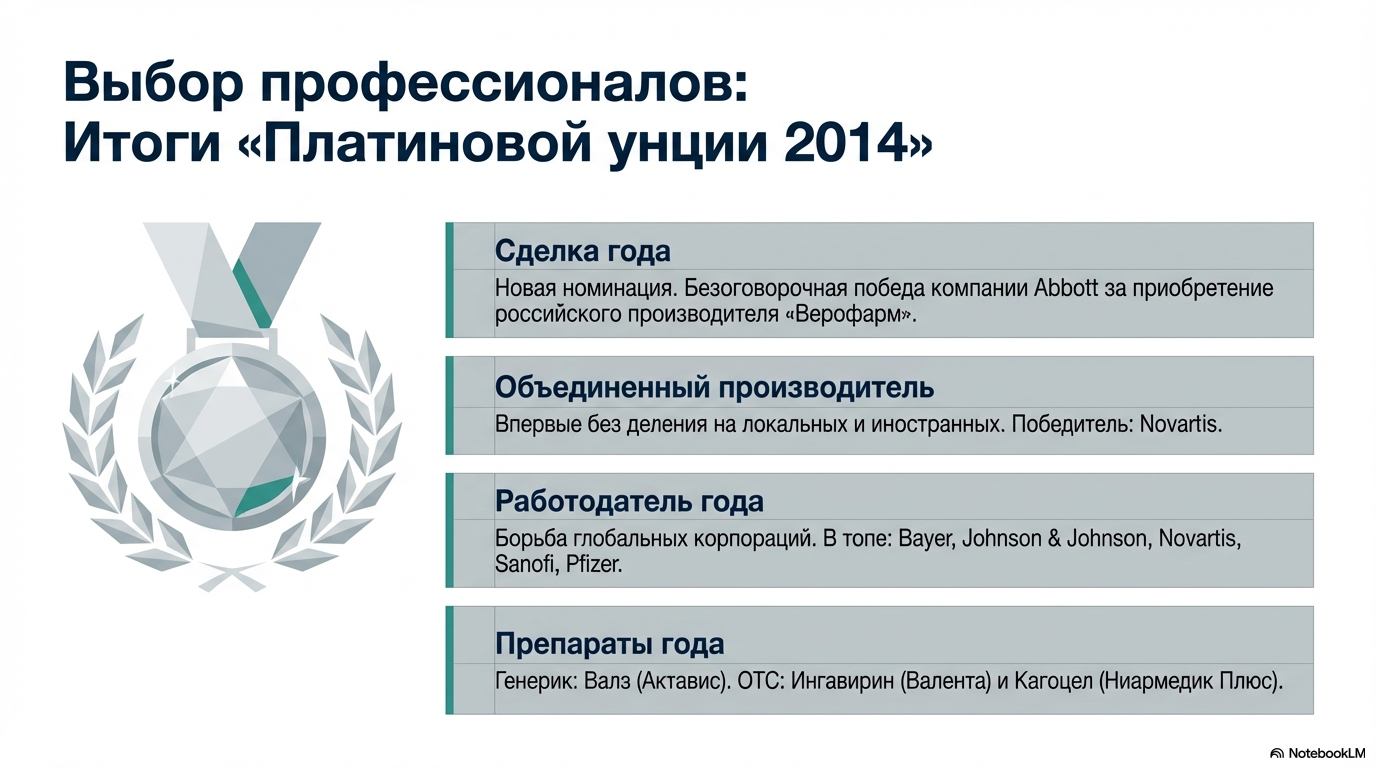 Выбор профессионалов:
Итоги «Платиновой унции 2014»
Сделка года
Новая номинация. Безоговорочная победа компании Abbott за приобретение
российского производителя «Верофарм».
Объединенный производитель
Впервые без деления на локальных и иностранных. Победитель: Novartis.
Работодатель года
Борьба глобальных корпораций. В топе: Bayer, Johnson & Johnson, Novartis,
Sanofi, Pfizer.
Препараты года
Генерик: Валз (Актавис). ОТС: Ингавирин (Валента) и Кагоцел (Ниармедик Плюс).
NotebookLM